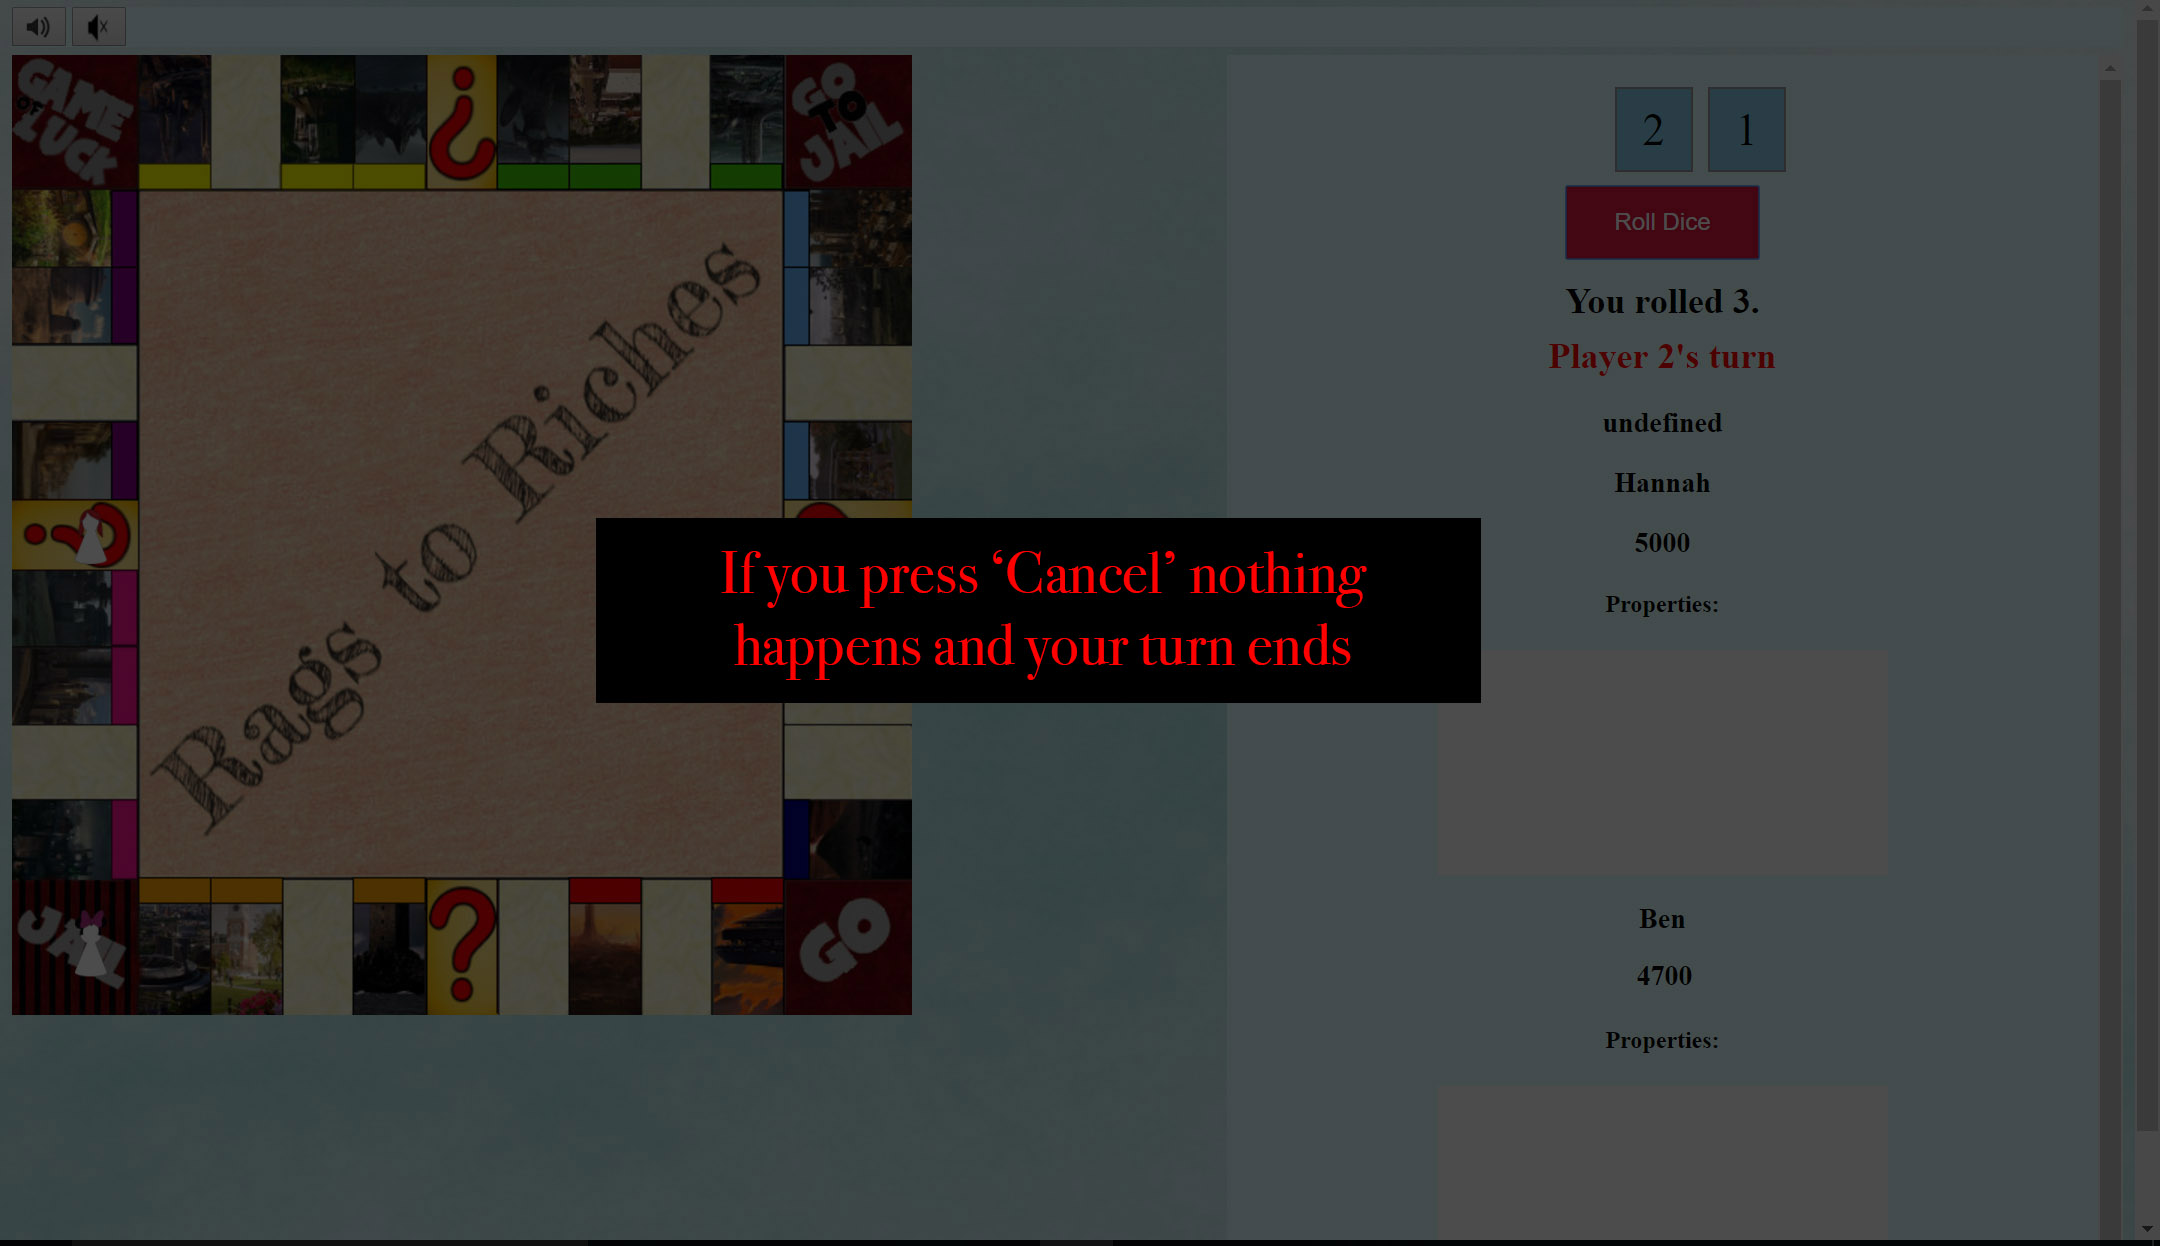 GAME
OF
LUCK
?
GO
TO
JAIL
2 1
Roll Dice
You rolled 3.
Player 2's turn
undefined
Hannah
5000
Properties:
Rags to Riches
If you press ‘Cancel’ nothing
happens and your turn ends
?
JAIL
?
GO
Ben
4700
Properties: